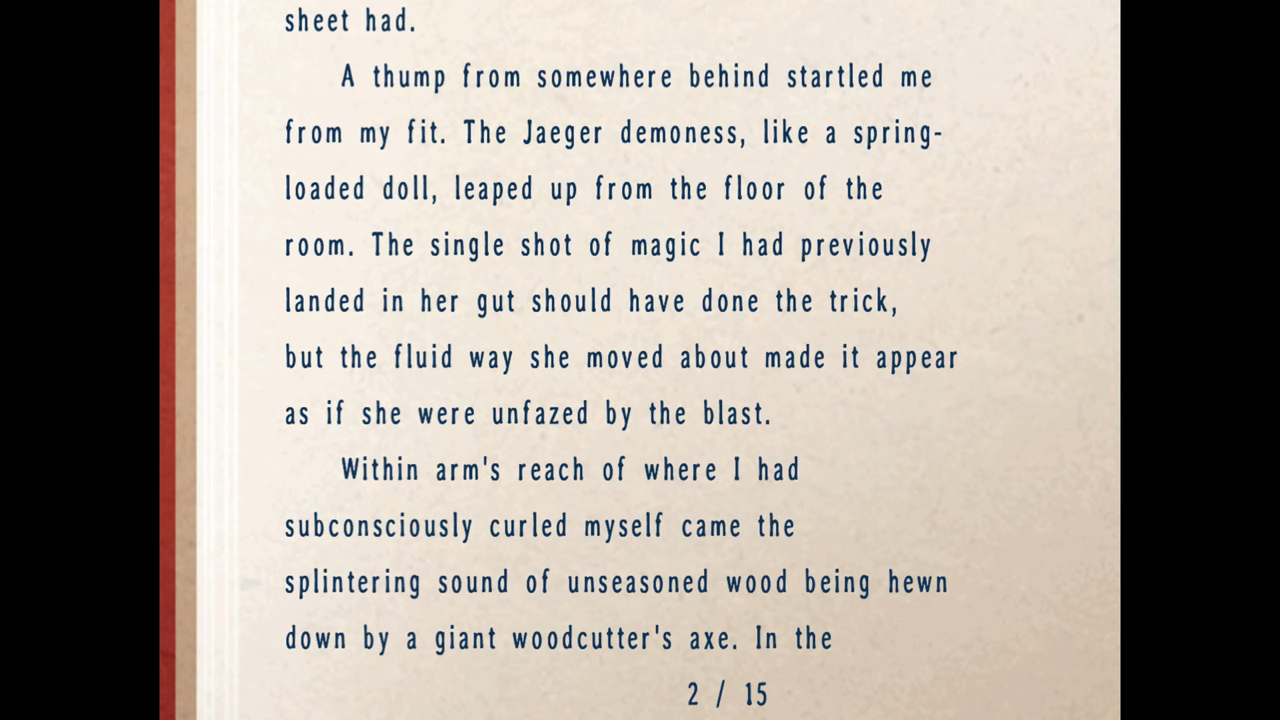 sheet had.
A thump from somewhere behind startled me
from my fit. The Jaeger demoness, like a spring-
loaded doll, leaped up from the floor of the
room. The single shot of magic I had previously
landed in her gut should have done the trick,
but the fluid way she moved about made it appear
as if she were unfazed by the blast.
Within arm's reach of where I had
subconsciously curled myself came the
splintering sound of unseasoned wood being hewn
down by a giant woodcutter's axe. In the
2 / 15